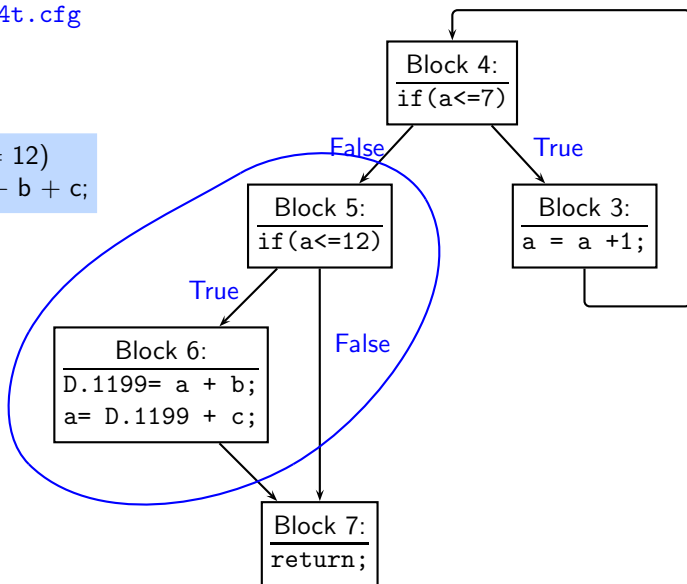 4t.cfg
Block 4:
if(a<=7)
= 12)
b + c;
False
True
Block 5:
if(a<=12)
Block 3:
a = a +1;
True
False
Block 6:
D.1199= a + b;
a= D.1199 + c;
Block 7:
return;